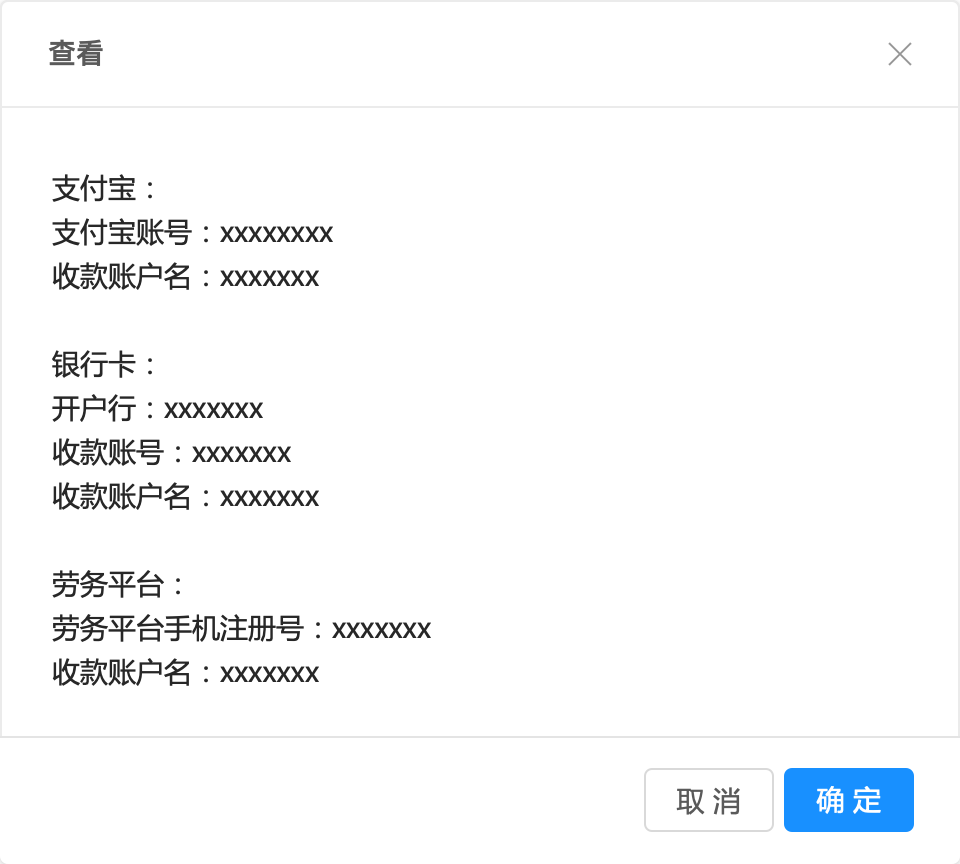 查看
支付宝：
支付宝账号：xxxxxxxx
收款账户名：xxxxxxx
银行卡：
开户行：xxxxxxx
收款账号：xxxxxxx
收款账户名：xxxxxxx
劳务平台：
劳务平台手机注册号：xxxxxxx
收款账户名：xxxxxxx
取 消
确 定